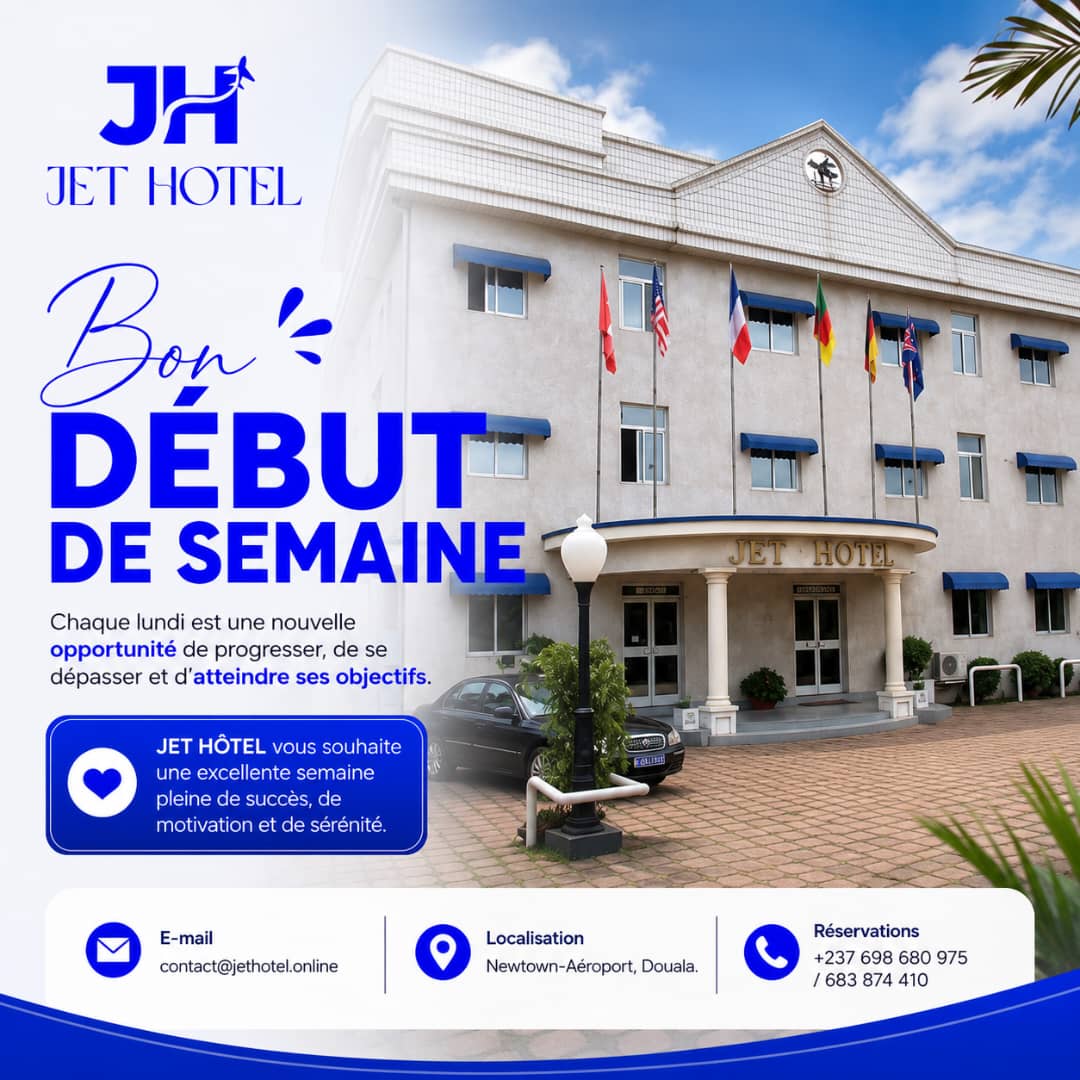 JH
JET HOTEL
Bon
DÉBUT
DE SEMAINE
Chaque lundi est une nouvelle
opportunité de progresser, de se
dépasser et d'atteindre ses objectifs.
JET HÔTEL vous souhaite
une excellente semaine
pleine de succès, de
motivation et de sérénité.
JET HOTEL
E-mail
contact@jethotel.online
Localisation
Newtown-Aéroport, Douala.
Réservations
+237 698 680 975
/ 683 874 410